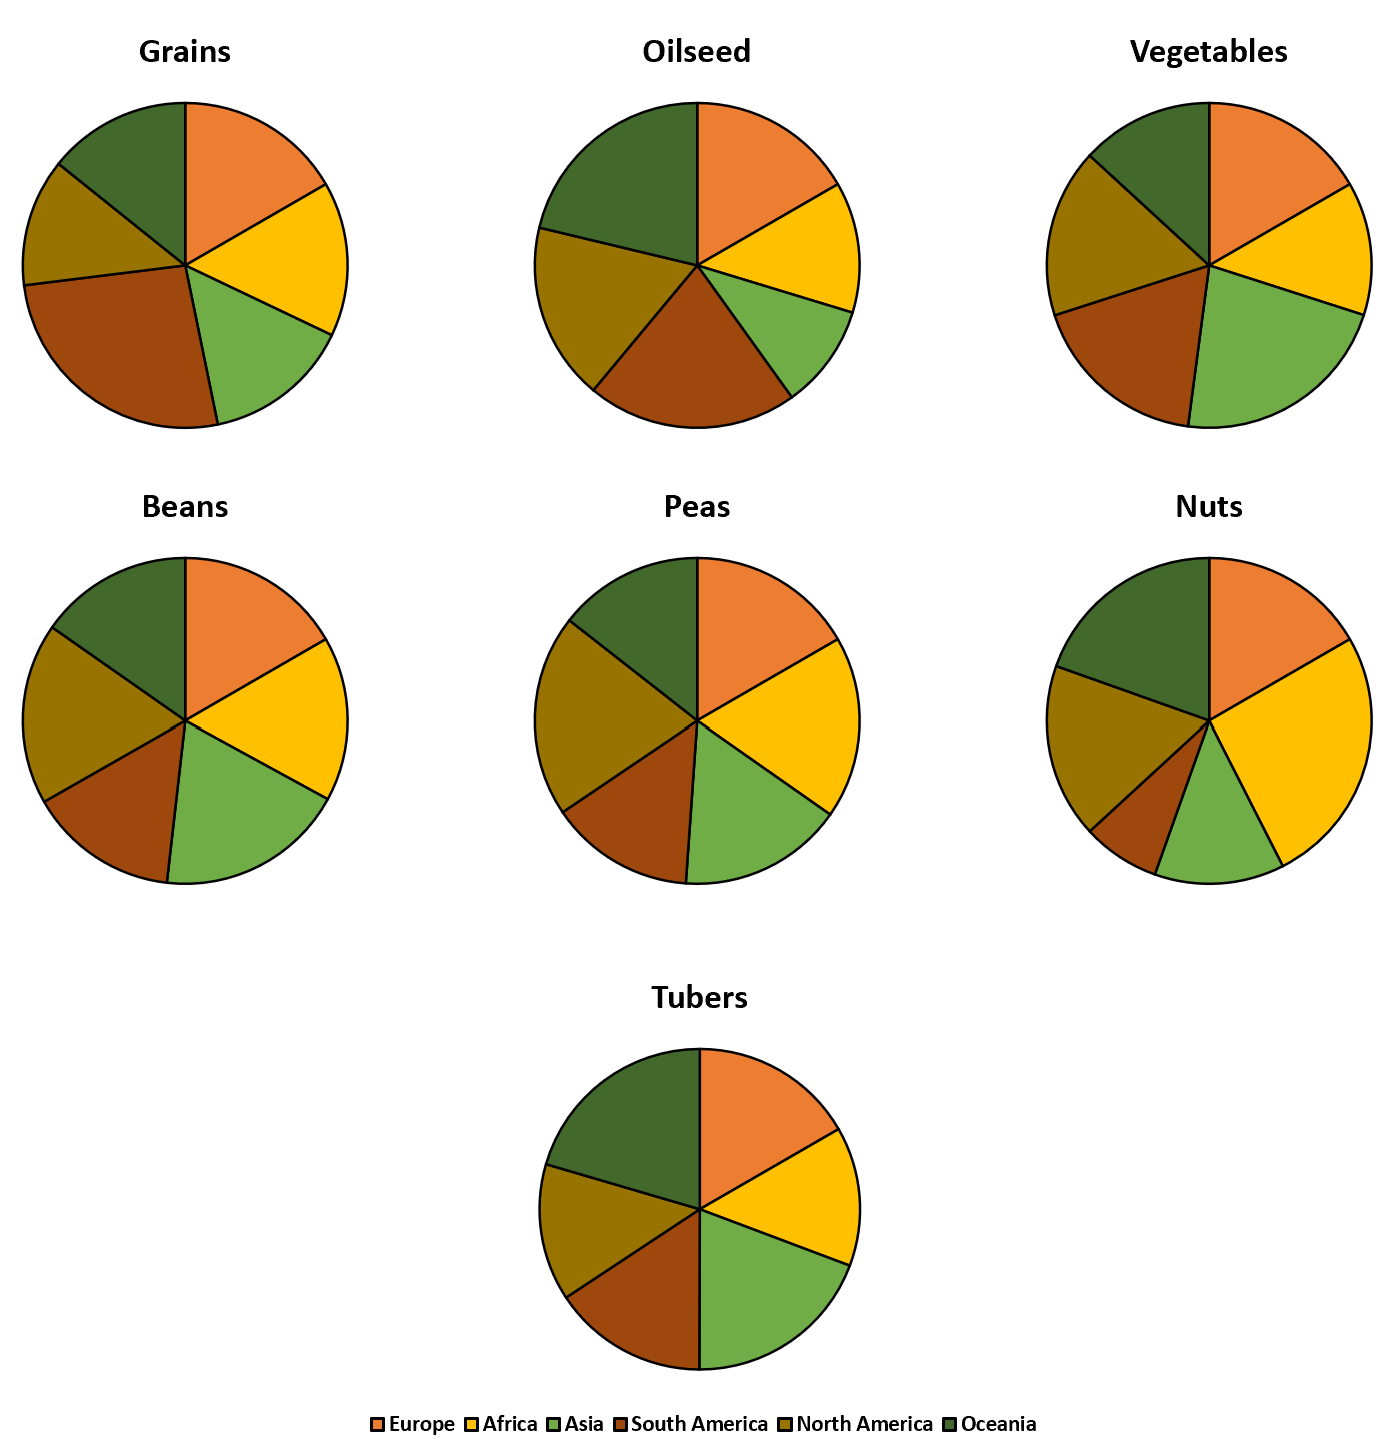 Grains
Oilseed
Vegetables
Beans
Peas
Nuts
Tubers
Europe Africa Asia South America North America Oceania